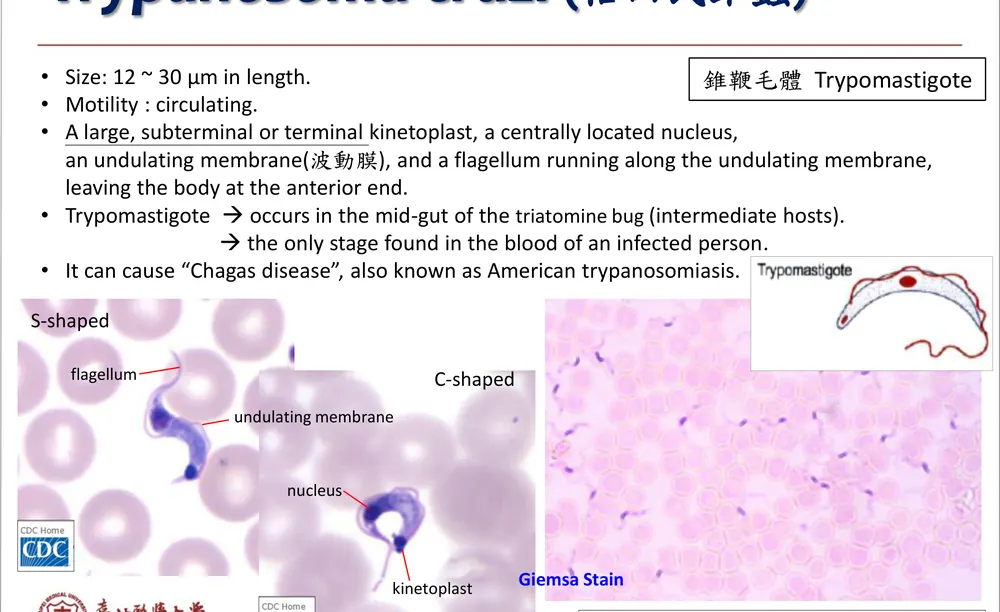 Trypanosoma cruzi (
• Size: 12 ~ 30 μm in length.
錐鞭毛體 Trypomastigote
• Motility : circulating.
• A large, subterminal or terminal kinetoplast, a centrally located nucleus,
an undulating membrane(波動膜), and a flagellum running along the undulating membrane,
leaving the body at the anterior end.
• Trypomastigote → occurs in the mid-gut of the triatomine bug (intermediate hosts).
→ the only stage found in the blood of an infected person.
• It can cause “Chagas disease”, also known as American trypanosomiasis.
Trypomastigote
S-shaped
flagellum
C-shaped
undulating membrane
nucleus
CDC Home
CDC
kinetoplast
Giemsa Stain
CDC Home